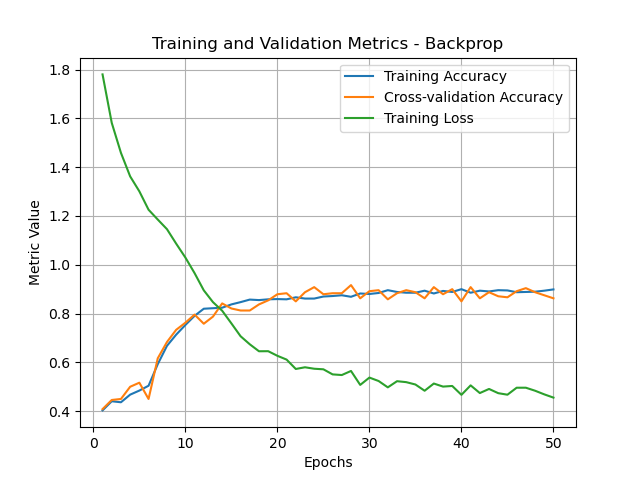 Training and Validation Metrics - Backprop
Training Accuracy
Cross-validation Accuracy
Training Loss
Metric Value
1.8
1.6
1.4
1.2
1.0
0.8
0.6
0.4
0
10
20
30
40
50
Epochs